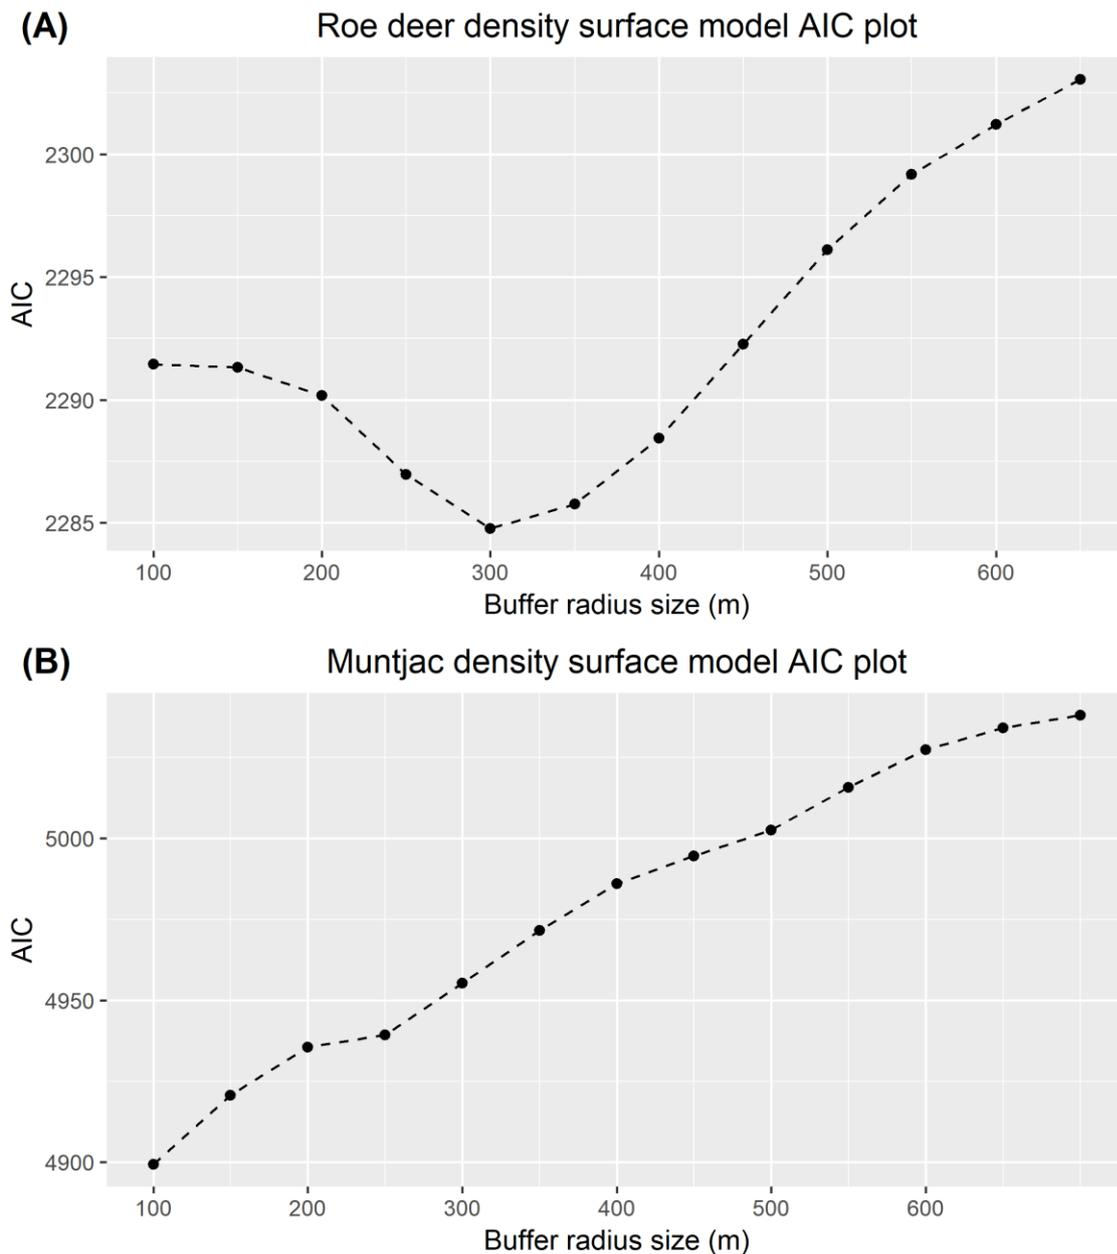 (A) Roe deer density surface model AIC plot
2300
2295
2290
2285
AIC
100 200 300 400 500 600
Buffer radius size (m)
(B) Muntjac density surface model AIC plot
5000
4950
4900
AIC
100 200 300 400 500 600
Buffer radius size (m)